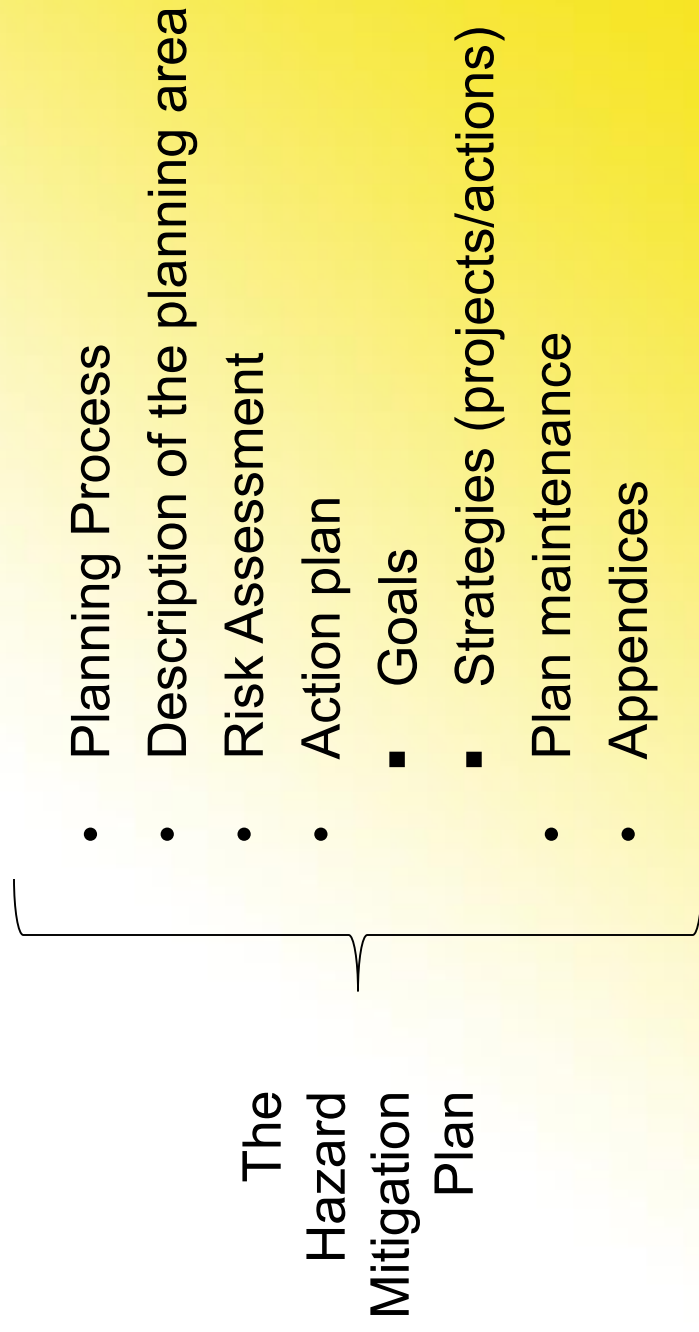 The
Hazard
Mitigation
Plan
• Planning Process
• Description of the planning area
• Risk Assessment
• Action plan
▪ Goals
▪ Strategies (projects/actions)
• Plan maintenance
• Appendices